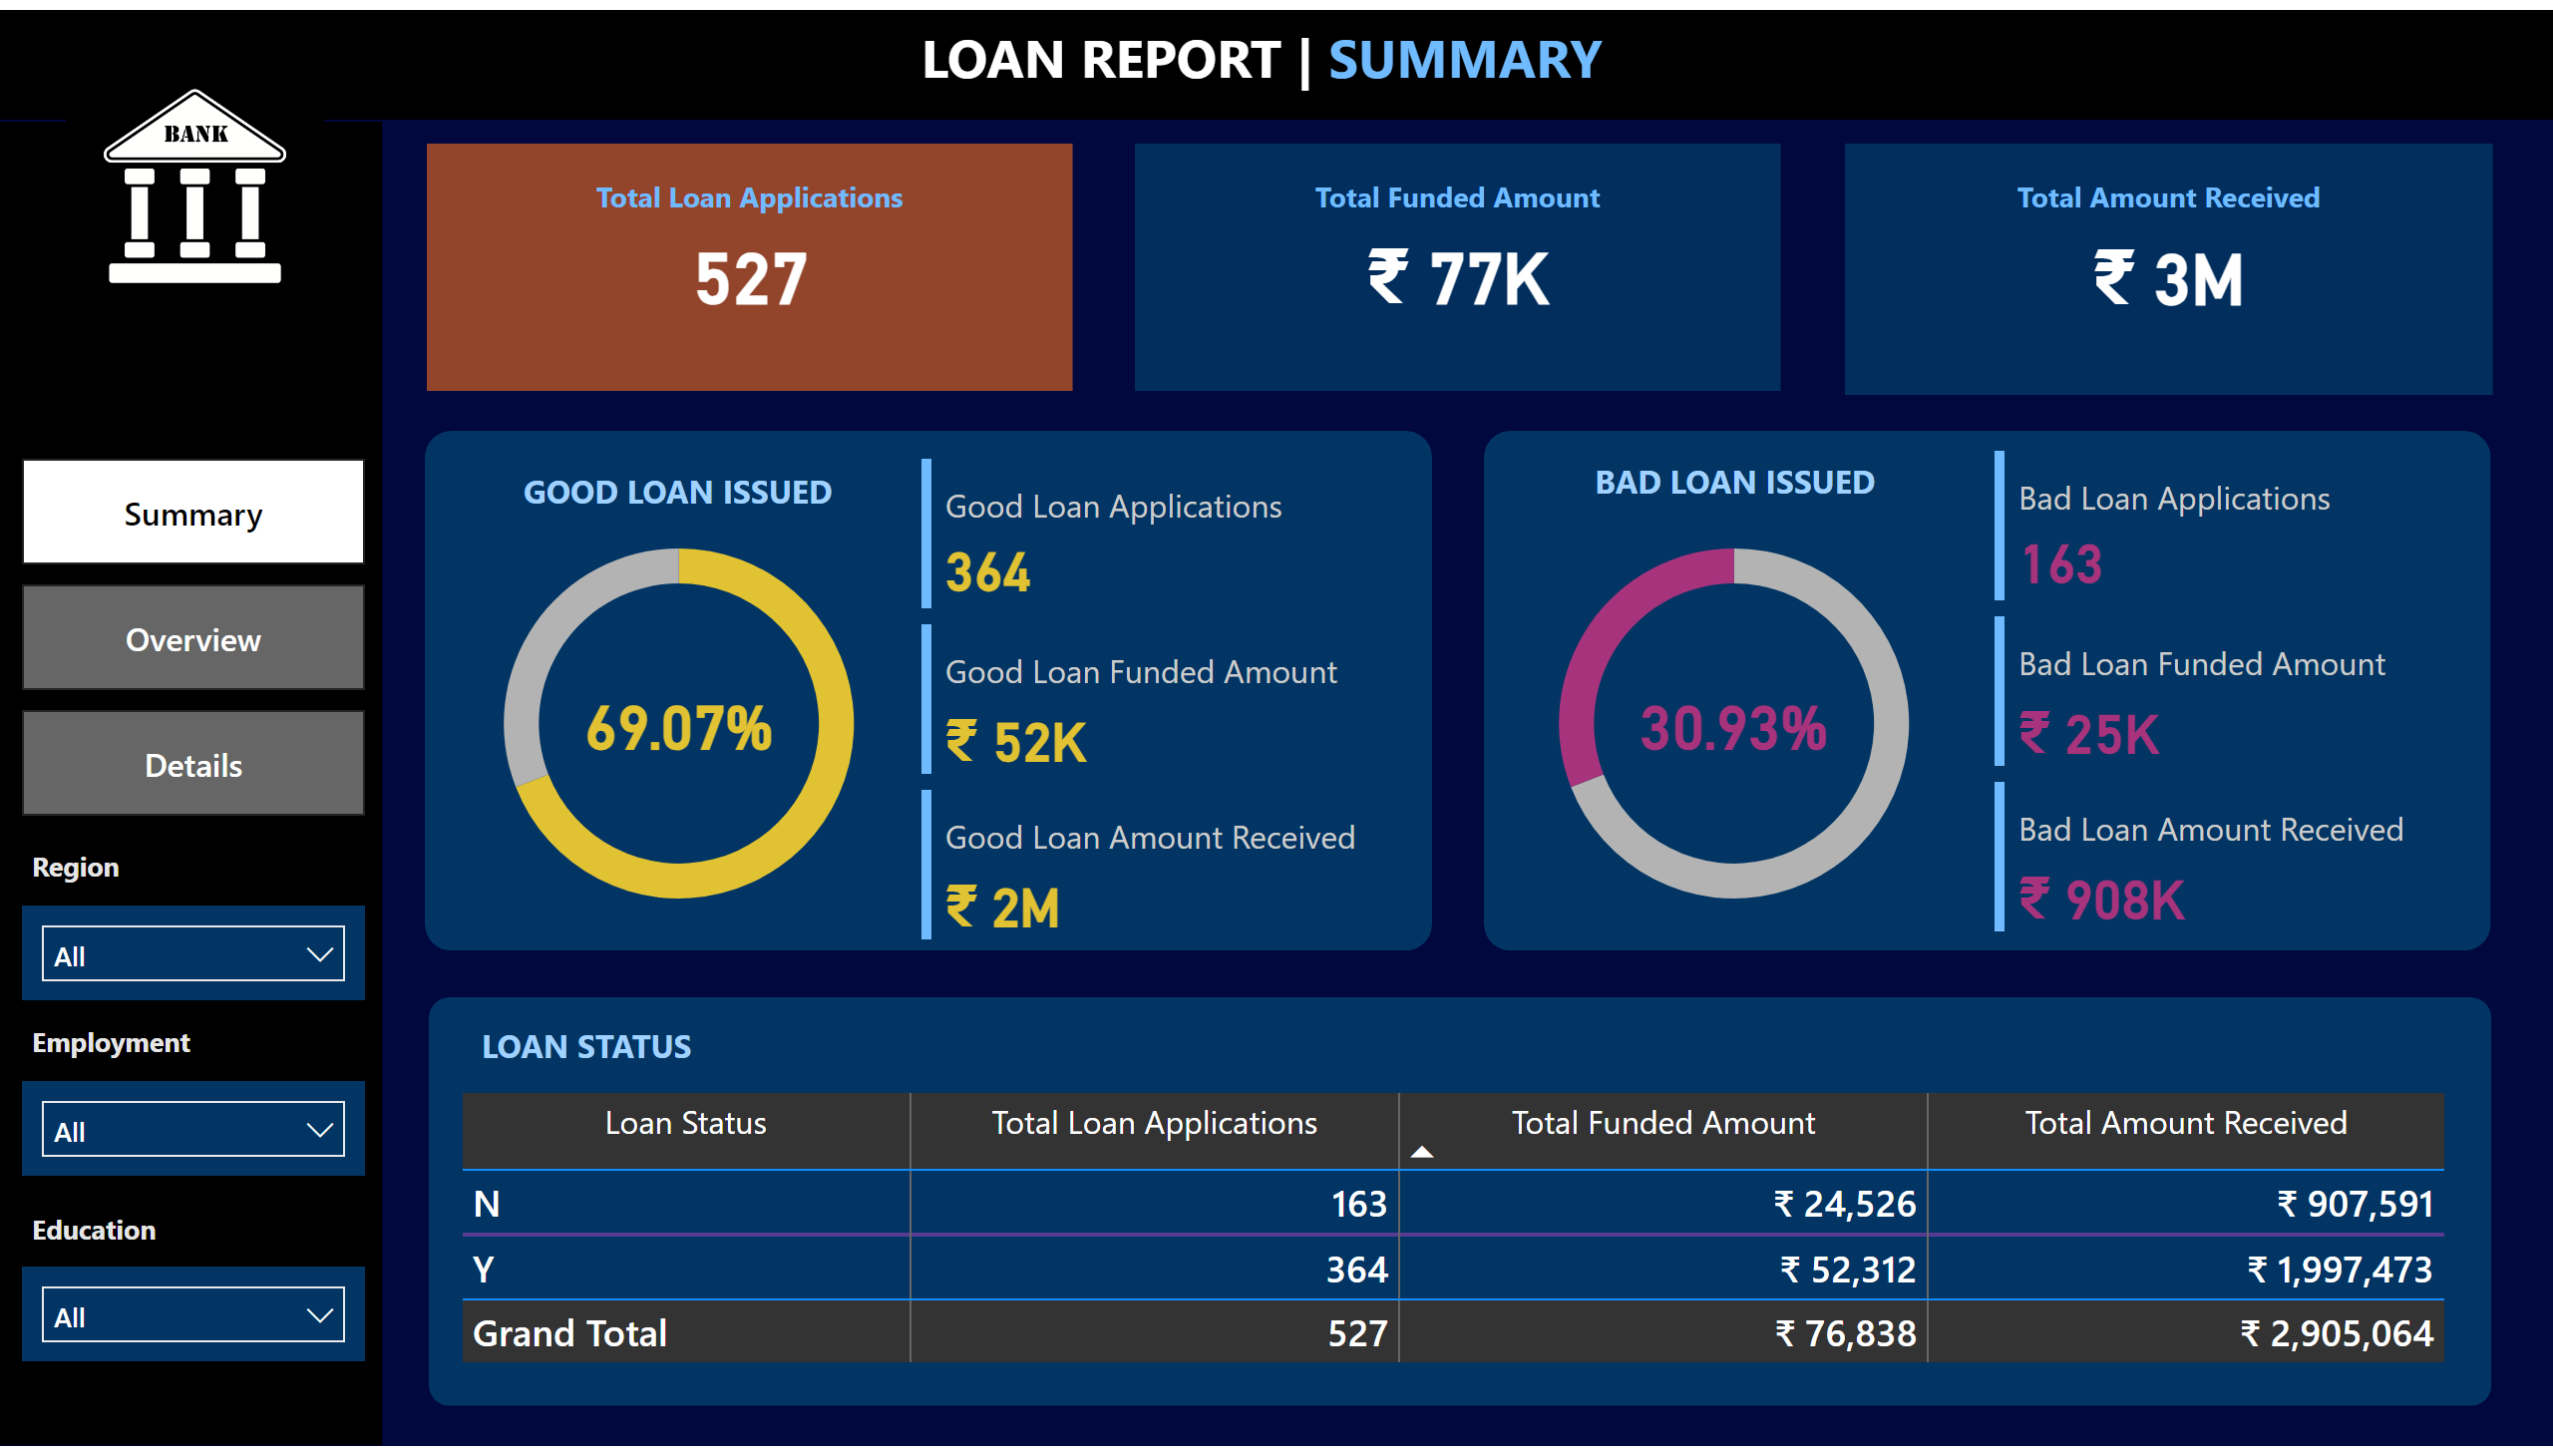 LOAN REPORT | SUMMARY
BANK
Total Loan Applications
527
Total Funded Amount
₹ 77K
Total Amount Received
₹ 3M
Summary
Overview
Details
Region
All
Employment
All
Education
All
GOOD LOAN ISSUED
69.07%
Good Loan Applications
364
Good Loan Funded Amount
₹ 52K
Good Loan Amount Received
₹ 2M
BAD LOAN ISSUED
30.93%
Bad Loan Applications
163
Bad Loan Funded Amount
₹ 25K
Bad Loan Amount Received
₹ 908K
LOAN STATUS
Loan Status Total Loan Applications Total Funded Amount Total Amount Received
N 163 ₹ 24,526 ₹ 907,591
Y 364 ₹ 52,312 ₹ 1,997,473
Grand Total 527 ₹ 76,838 ₹ 2,905,064